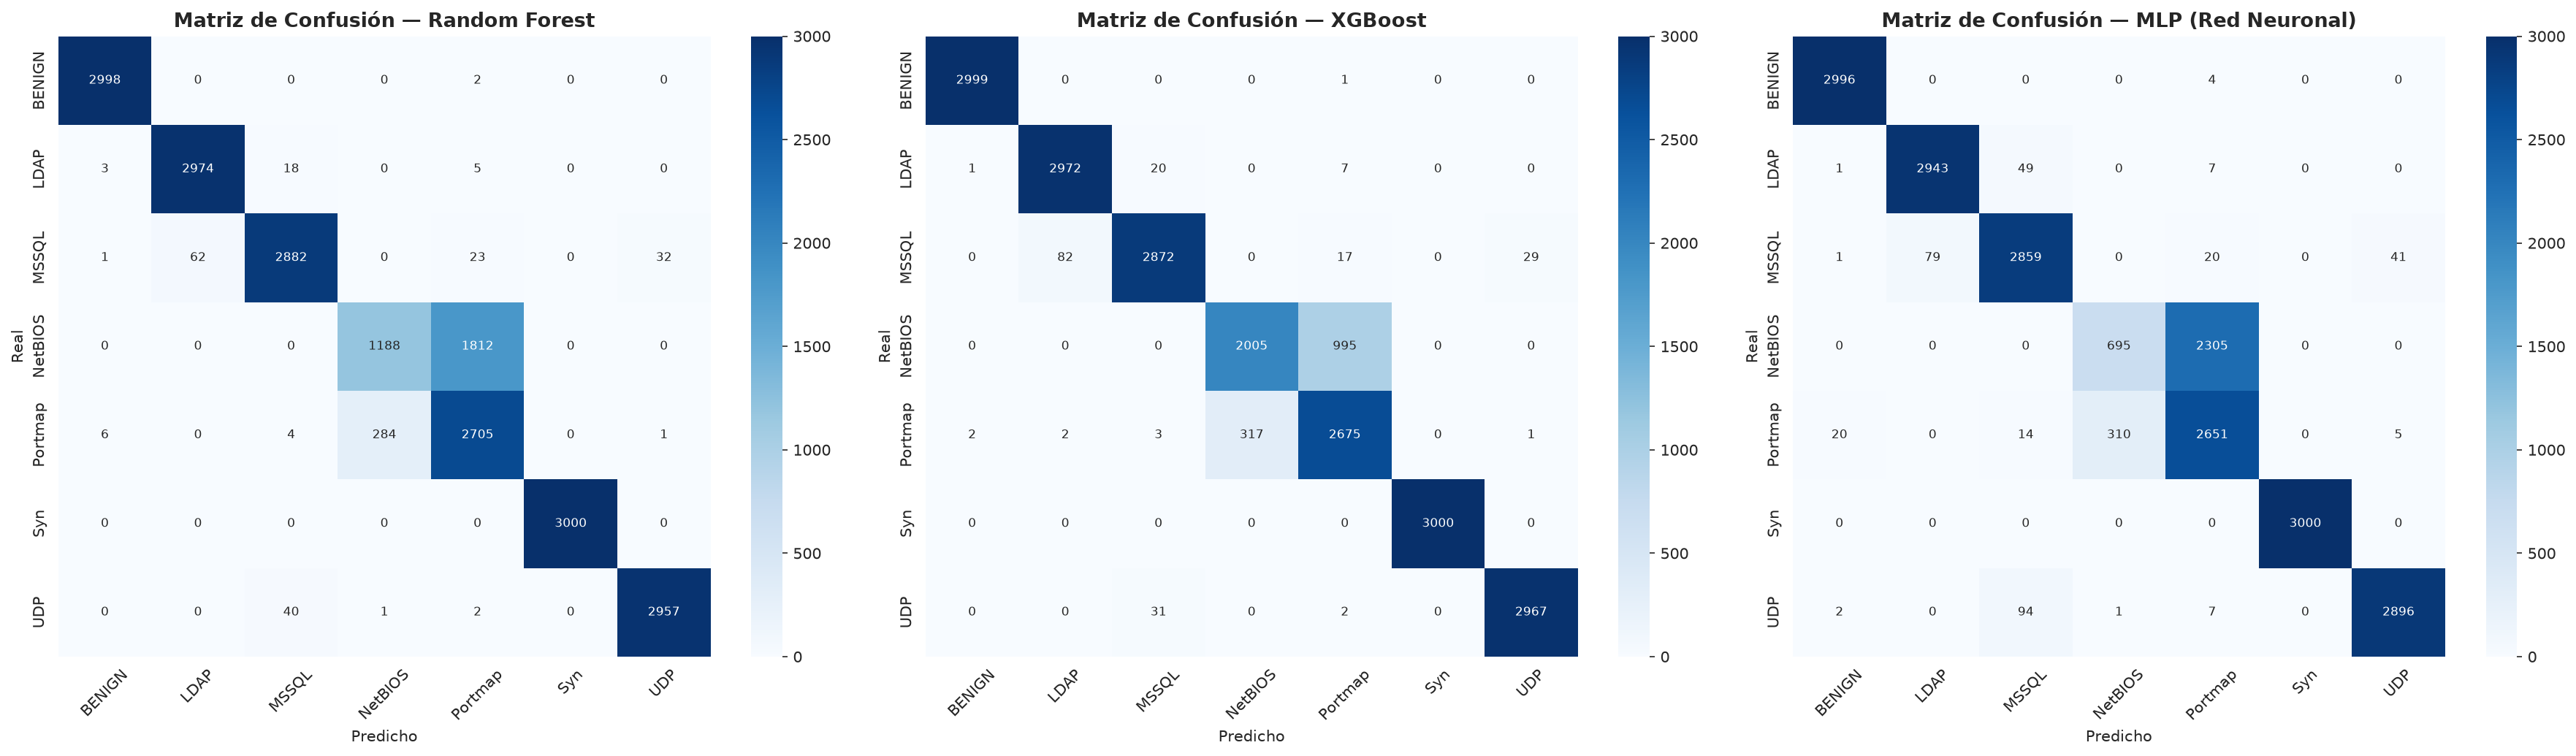 Matriz de Confusión — Random Forest
Real
BENIGN 2998 0 0 0 2 0 0
LDAP 3 2974 18 0 5 0 0
MSSQL 1 62 2882 0 23 0 32
NetBIOS 0 0 0 1188 1812 0 0
Portmap 6 0 4 284 2705 0 1
Syn 0 0 0 0 0 3000 0
UDP 0 0 40 1 2 0 2957
BENIGN LDAP MSSQL NetBIOS Portmap Syn UDP
Predicho
3000
2500
2000
1500
1000
500
0
Matriz de Confusión — XGBoost
Real
BENIGN 2999 0 0 0 1 0 0
LDAP 1 2972 20 0 7 0 0
MSSQL 0 82 2872 0 17 0 29
NetBIOS 0 0 0 2005 995 0 0
Portmap 2 2 3 317 2675 0 1
Syn 0 0 0 0 0 3000 0
UDP 0 0 31 0 2 0 2967
BENIGN LDAP MSSQL NetBIOS Portmap Syn UDP
Predicho
3000
2500
2000
1500
1000
500
0
Matriz de Confusión — MLP (Red Neuronal)
Real
BENIGN 2996 0 0 0 4 0 0
LDAP 1 2943 49 0 7 0 0
MSSQL 1 79 2859 0 20 0 41
NetBIOS 0 0 0 695 2305 0 0
Portmap 20 0 14 310 2651 0 5
Syn 0 0 0 0 0 3000 0
UDP 2 0 94 1 7 0 2896
BENIGN LDAP MSSQL NetBIOS Portmap Syn UDP
Predicho
3000
2500
2000
1500
1000
500
0